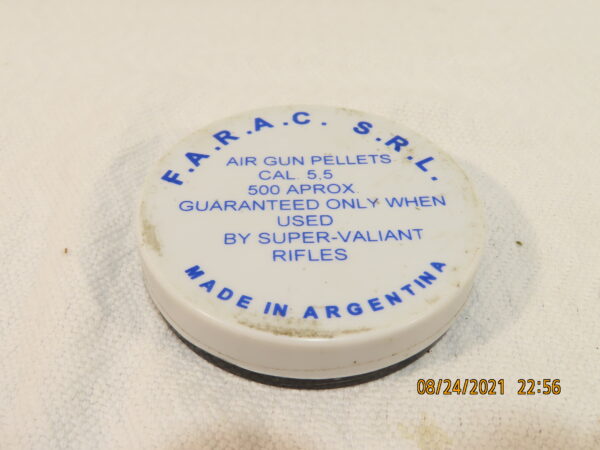 F.A.R.A.C. S.R.L.
AIR GUN PELLETS
CAL. 5,5
500 APROX.
GUARANTEED ONLY WHEN
USED
BY SUPER-VALIANT
RIFLES
MADE IN ARGENTINA
08/24/2021 22:56